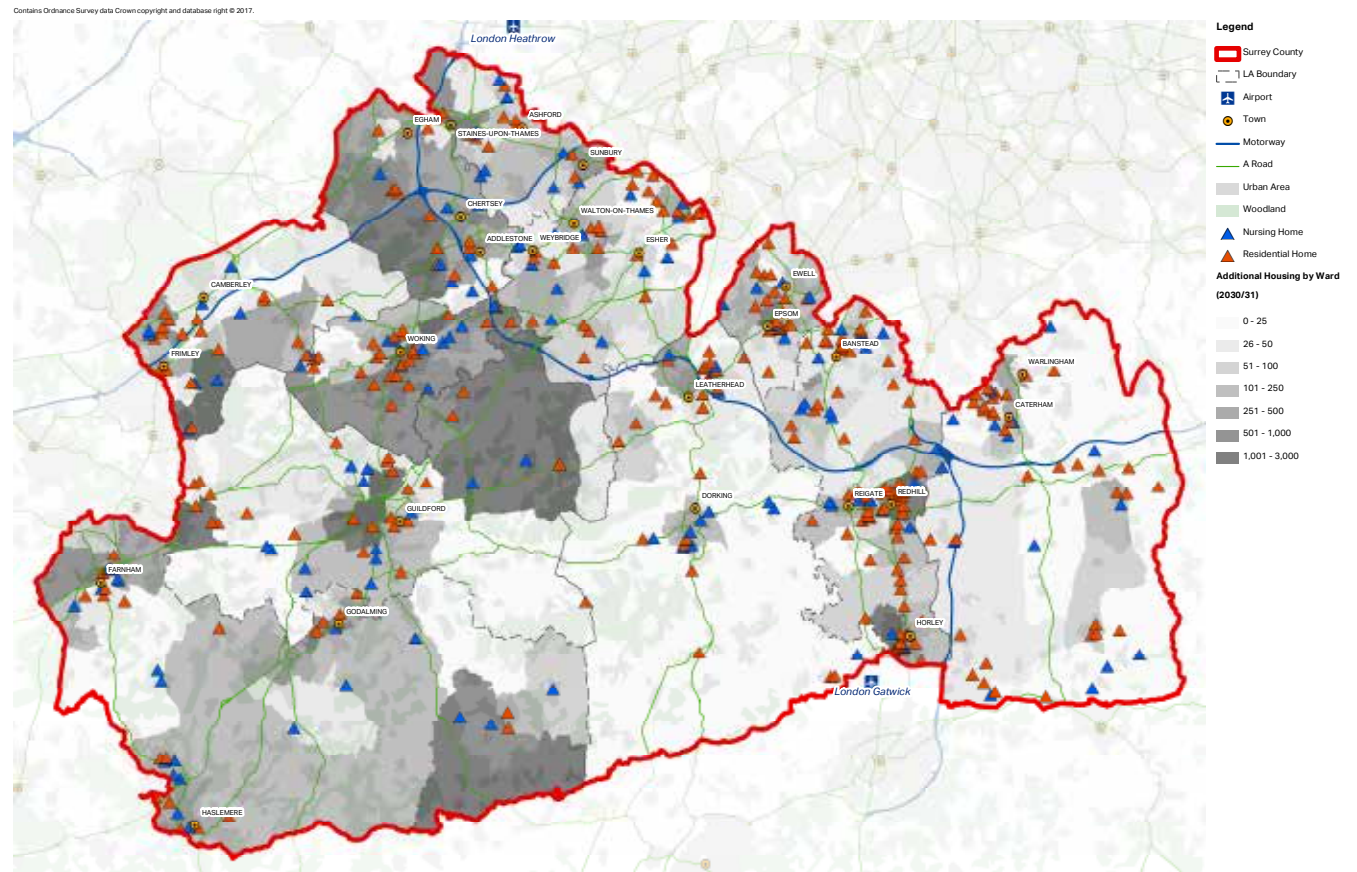 Contains Ordnance Survey data Crown copyright and database right © 2017.
London Heathrow
EGHAM
ASHFORD
STAINES-UPON-THAMES
SUNBURY
CHERTSEY
WALTON-ON-THAMES
ADDLESTONE
WEYBRIDGE
ESHER
CAMBERLEY
EWELL
EPSOM
WOKING
BANSTEAD
FRIMLEY
WARLINGHAM
LEATHERHEAD
CATERHAM
DORKING
REIGATE
REDHILL
GUILDFORD
FARNHAM
GODALMING
HORLEY
London Gatwick
HASLEMERE
Legend
Surrey County
LA Boundary
Airport
Town
Motorway
A Road
Urban Area
Woodland
Nursing Home
Residential Home
Additional Housing by Ward
(2030/31)
0 - 25
26 - 50
51 - 100
101 - 250
251 - 500
501 - 1,000
1,001 - 3,000